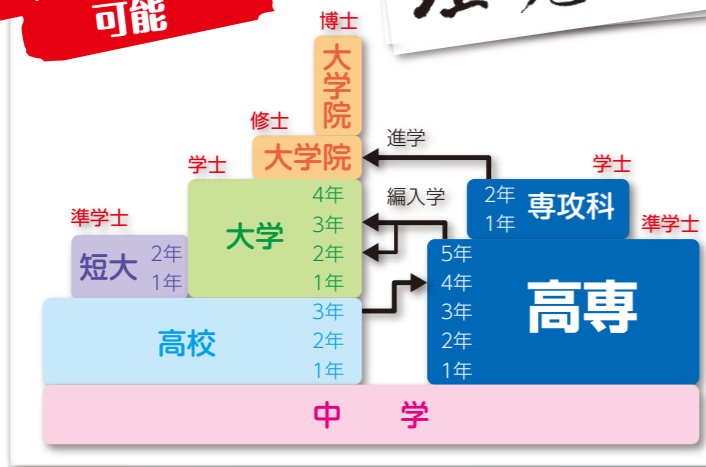 可能
博士
大学院
修士
大学院
進学
学士
学士
4年
3年
2年
1年
大学
編入学
2年
1年
専攻科
準学士
準学士
短大
2年
1年
5年
4年
3年
2年
1年
高専
高校
3年
2年
1年
中 学